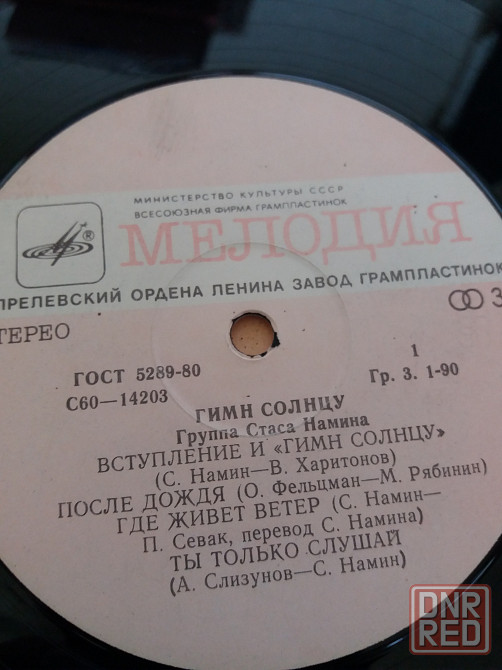 МИНИСТЕРСТВО КУЛЬТУРЫ СССР
ВСЕСОЮЗНАЯ ФИРМА ГРАМПЛАСТИНОК
®
МЕЛОДИЯ
ПРЕЛЕВСКИЙ ОРДЕНА ЛЕНИНА ЗАВОД ГРАМПЛАСТИНОК
ТЕРЕО
3
ГОСТ 5289-80
1
С60—14203
Гр. 3. 1-90
ГИМН СОЛНЦУ
Группа Стаса Намина
ВСТУПЛЕНИЕ И «ГИМН СОЛНЦУ»
(С. Намин—В. Харитонов)
ПОСЛЕ ДОЖДЯ (О. Фельцман—М. Рябинин)
ГДЕ ЖИВЕТ ВЕТЕР (С. Намин—
П. Севак, перевод С. Намина)
ТЫ ТОЛЬКО СЛУШАЙ
(А. Слизунов—С. Намин)
DNR
RED